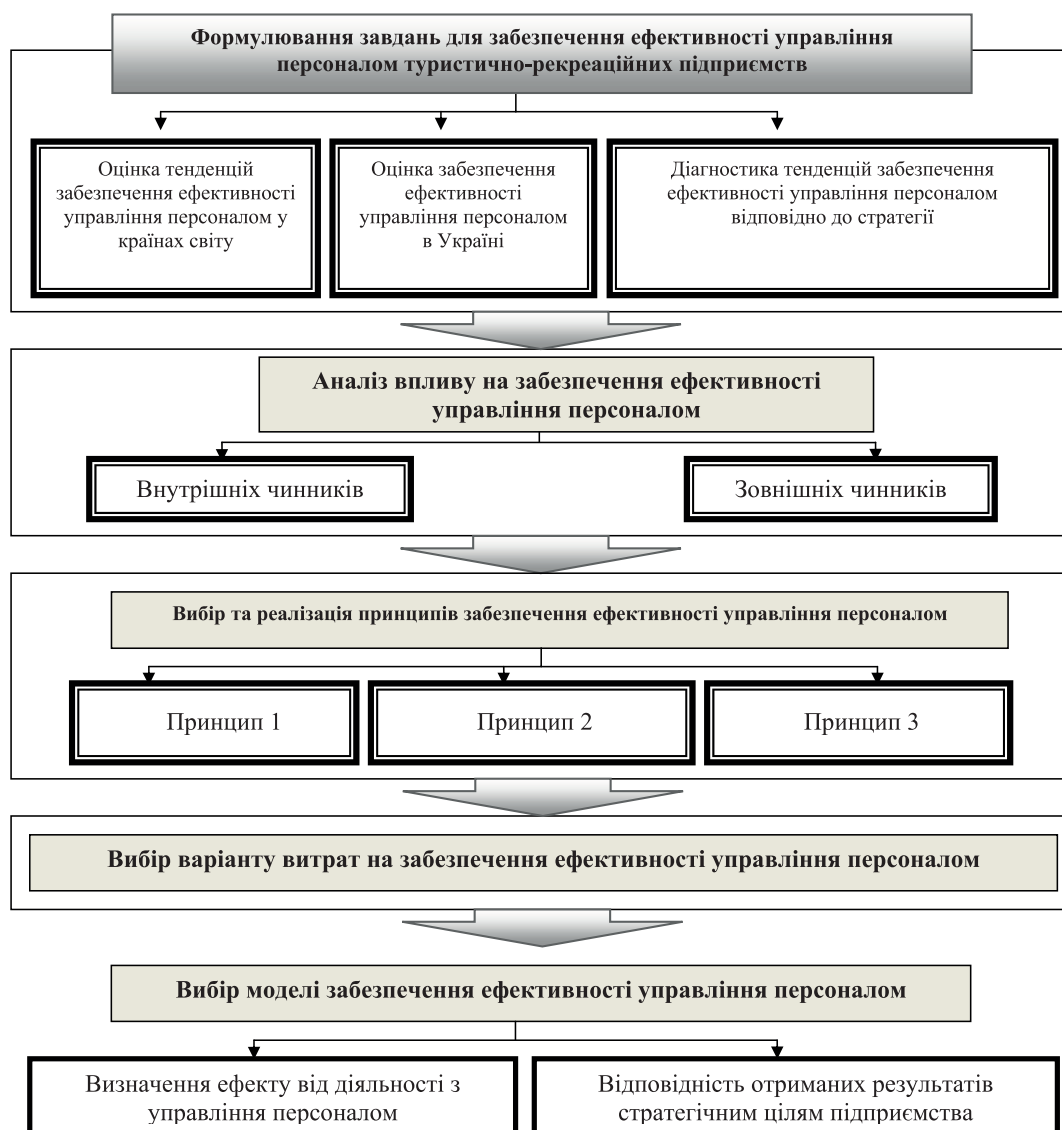 Формулювання завдань для забезпечення ефективності управління
персоналом туристично-рекреаційних підприємств
Оцінка тенденцій
забезпечення ефективності
управління персоналом у
країнах світу
Оцінка забезпечення
ефективності
управління персоналом
в Україні
Діагностика тенденцій забезпечення
ефективності управління персоналом
відповідно до стратегії
Аналіз впливу на забезпечення ефективності
управління персоналом
Внутрішніх чинників
Зовнішніх чинників
Вибір та реалізація принципів забезпечення ефективності управління персоналом
Принцип 1
Принцип 2
Принцип 3
Вибір варіанту витрат на забезпечення ефективності управління персоналом
Вибір моделі забезпечення ефективності управління персоналом
Визначення ефекту від діяльності з
управління персоналом
Відповідність отриманих результатів
стратегічним цілям підприємства